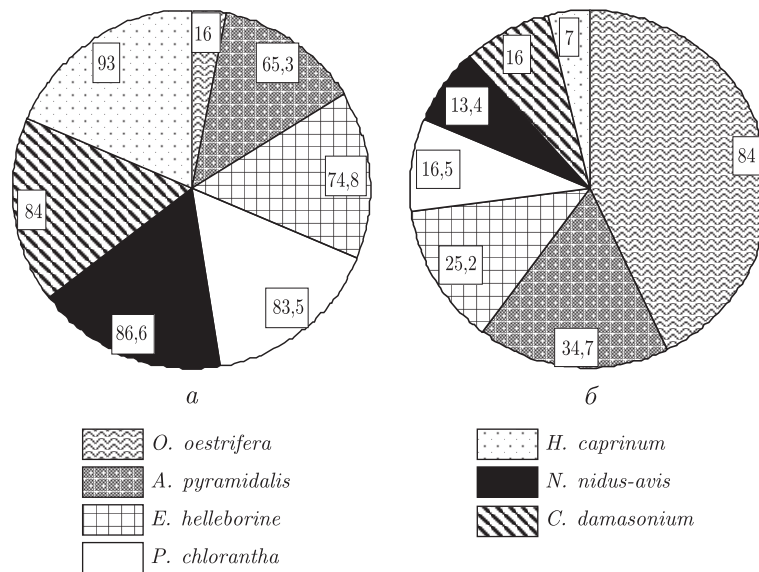 16
93
65,3
74,8
84
83,5
86,6
7
16
13,4
84
16,5
25,2
34,7
а
б
O. oestrifera
A. pyramidalis
E. helleborine
P. chlorantha
H. caprinum
N. nidus-avis
C. damasonium